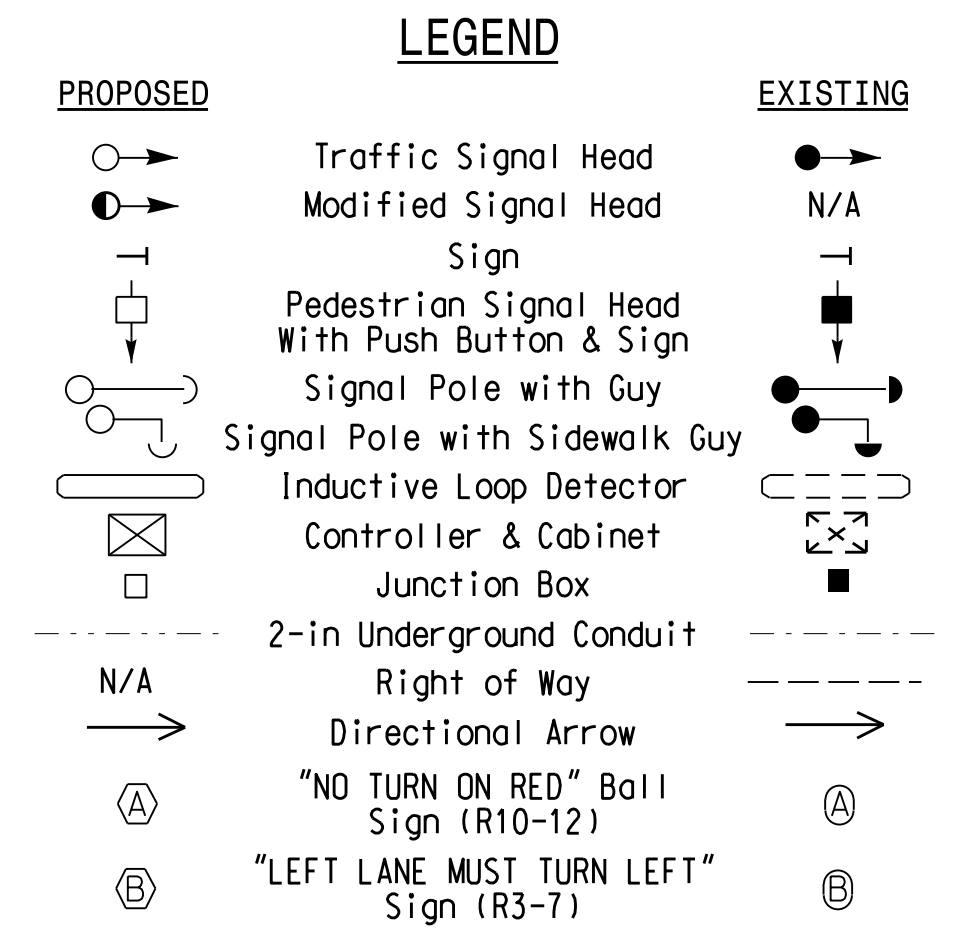 LEGEND
PROPOSED EXISTING
Traffic Signal Head
Modified Signal Head N/A
Sign
Pedestrian Signal Head
With Push Button & Sign
Signal Pole with Guy
Signal Pole with Sidewalk Guy
Inductive Loop Detector
Controller & Cabinet
Junction Box
2-in Underground Conduit
N/A Right of Way
Directional Arrow
"NO TURN ON RED" Ball
A Sign (R10-12) A
"LEFT LANE MUST TURN LEFT"
B Sign (R3-7) B